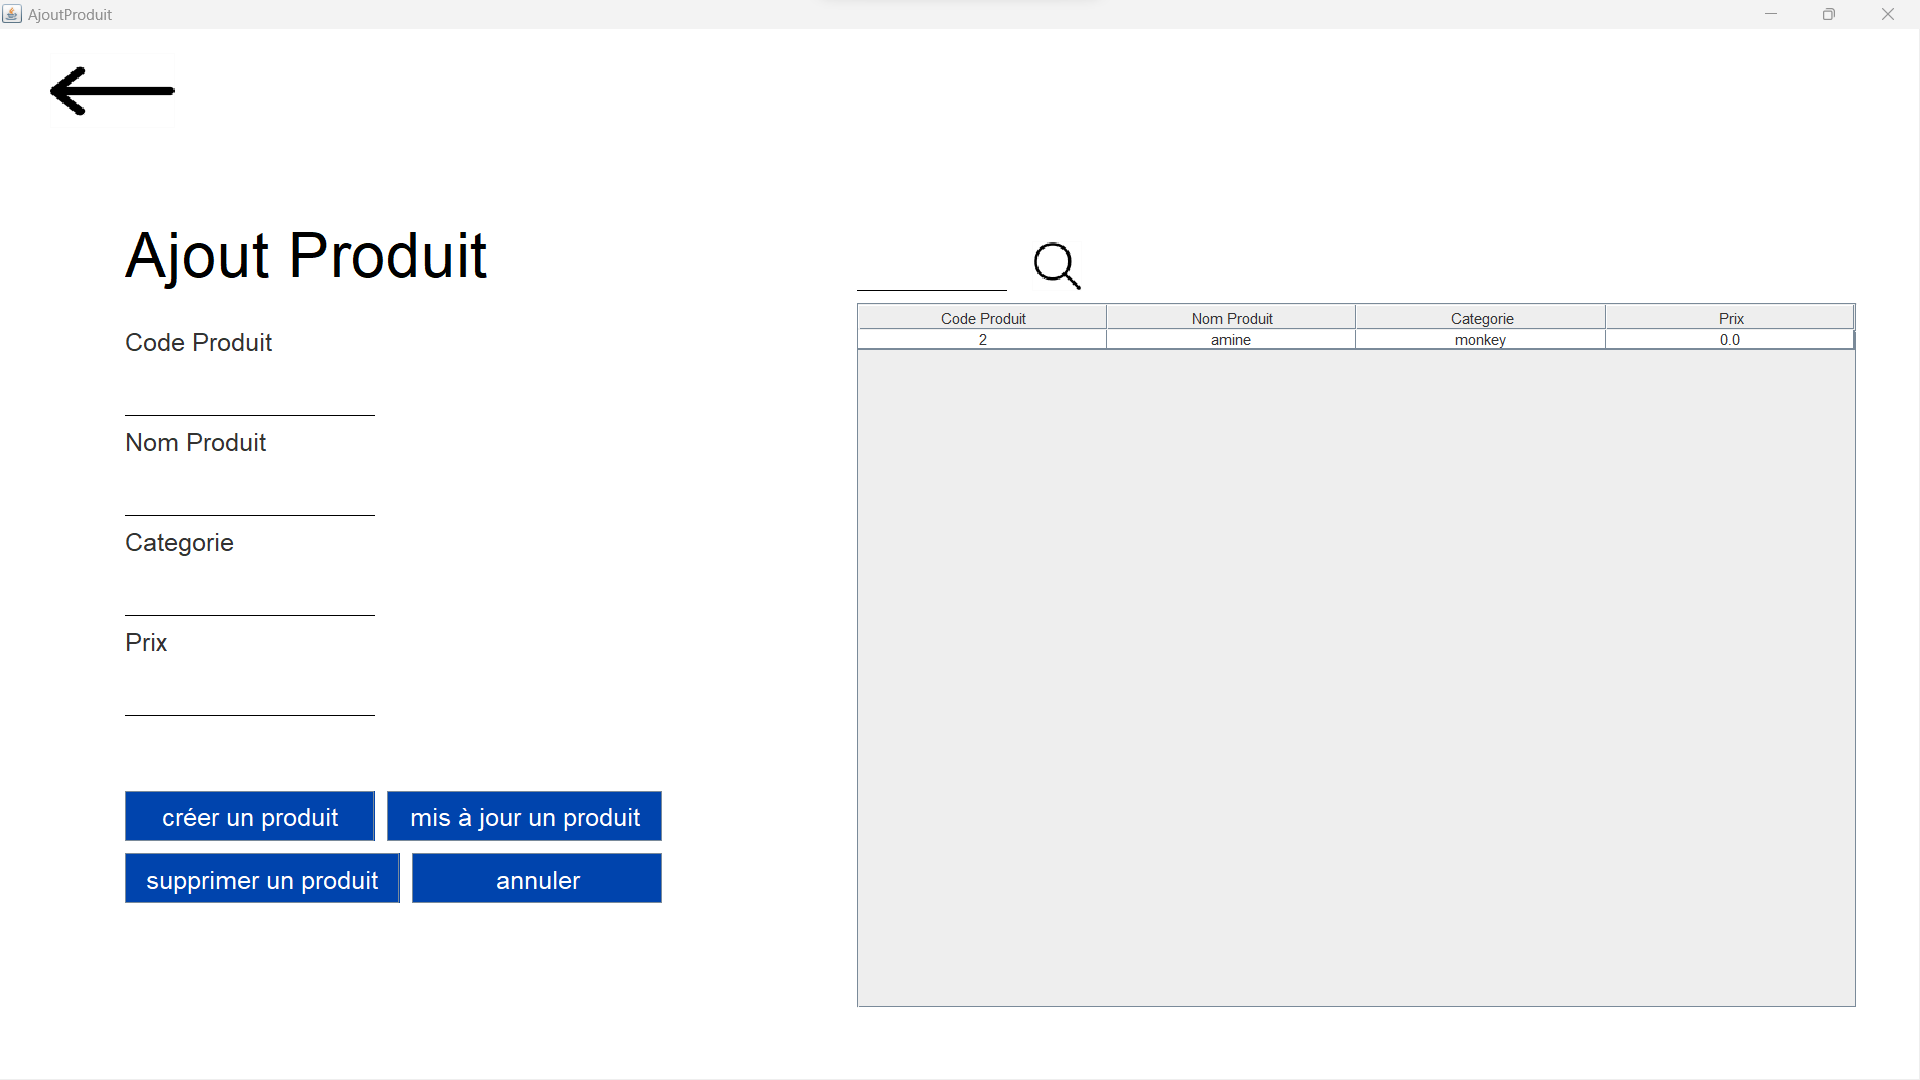 AjoutProduit
Ajout Produit
Code Produit
Nom Produit
Categorie
Prix
créer un produit
mis à jour un produit
supprimer un produit
annuler
Code Produit Nom Produit Categorie Prix
2 amine monkey 0.0